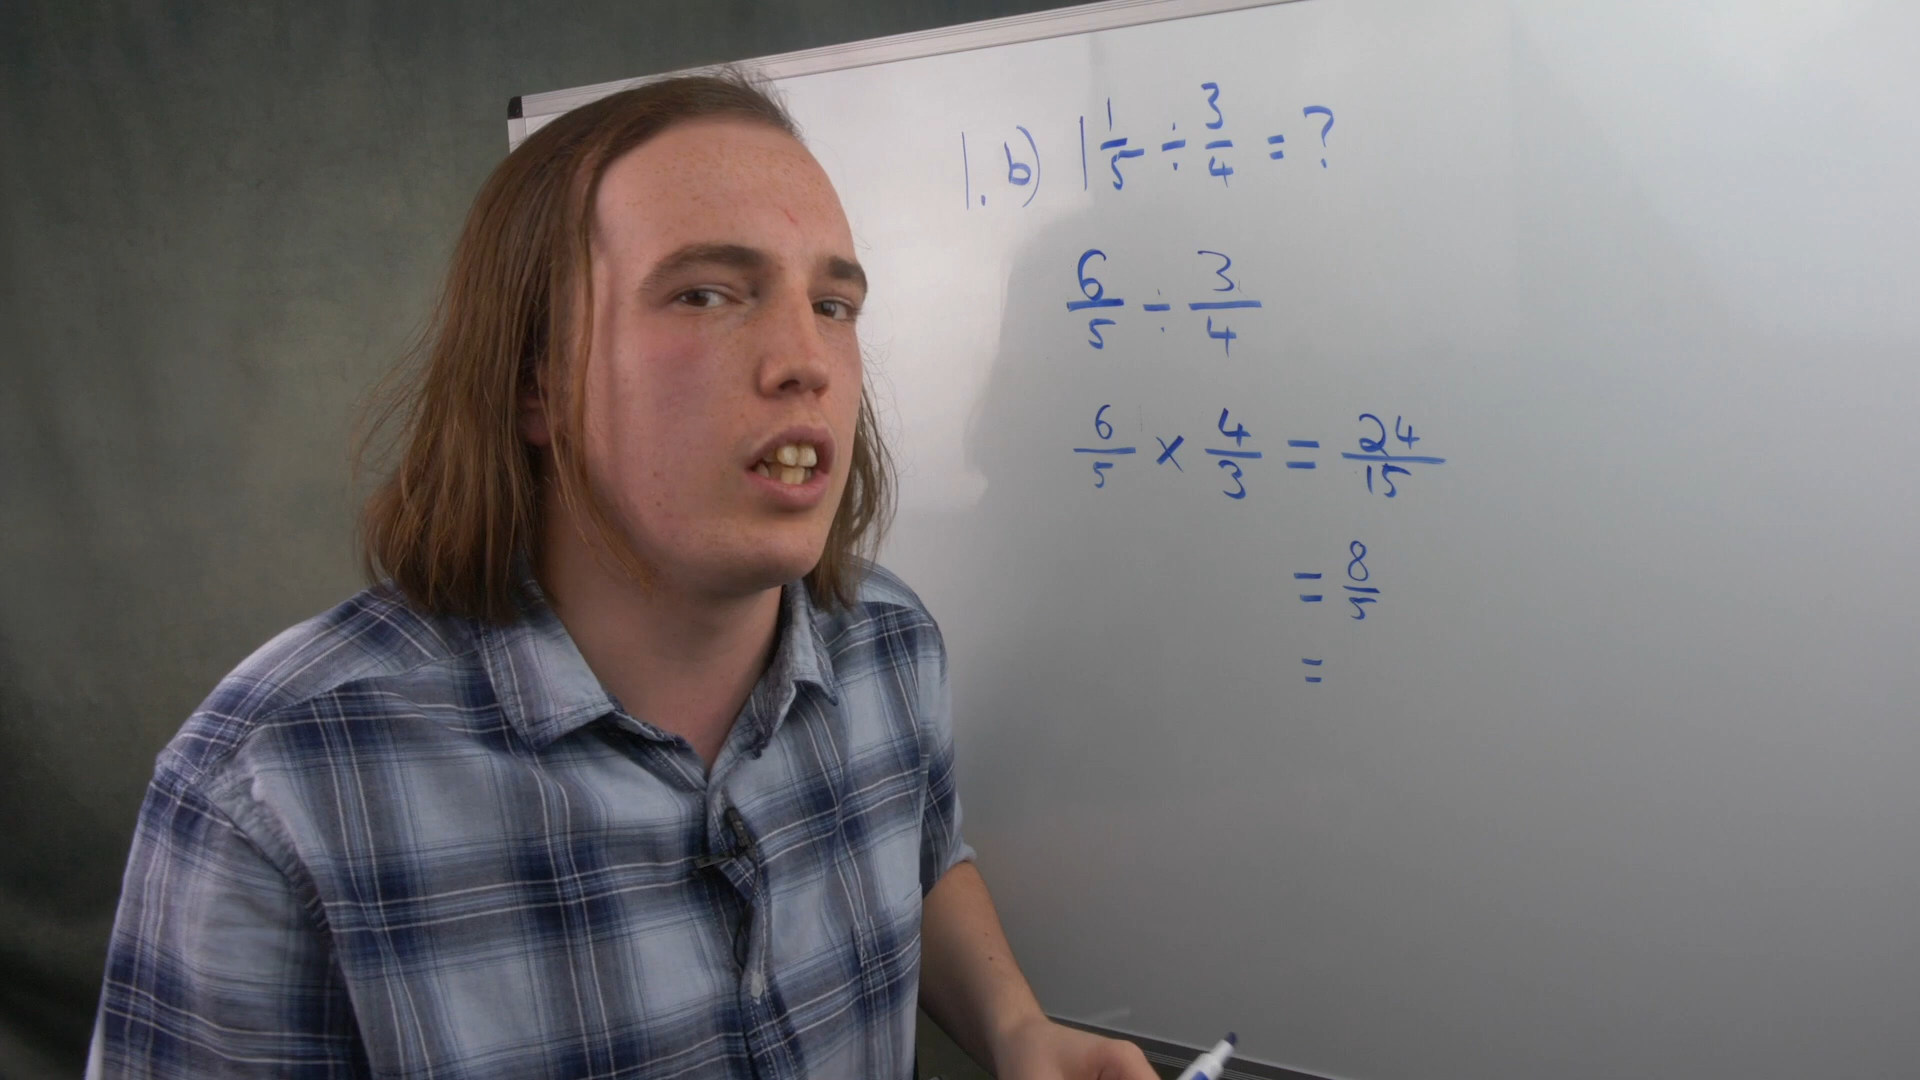 1. b) 1 1/5 ÷ 3/4 = ?
6/5 ÷ 3/4
6/5 × 4/3 = 24/15
= 8/5
=